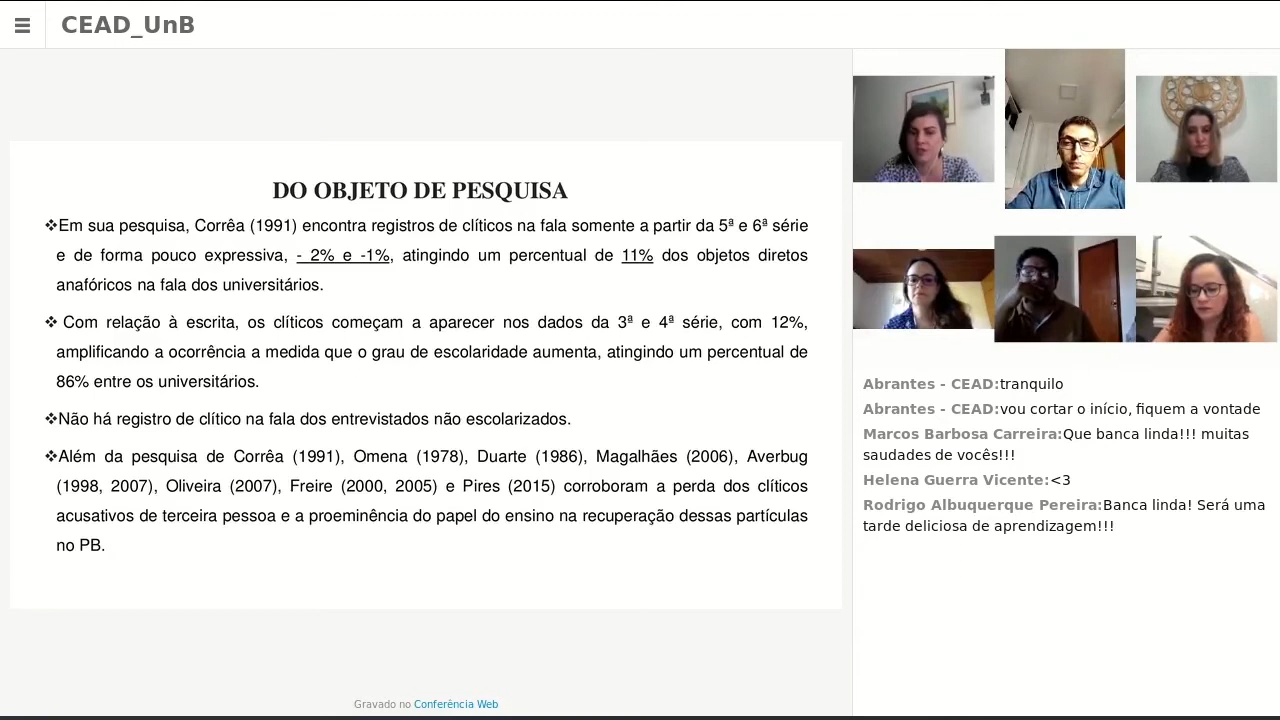 CEAD_UnB
DO OBJETO DE PESQUISA
❖Em sua pesquisa, Corrêa (1991) encontra registros de clíticos na fala somente a partir da 5ª e 6ª série
e de forma pouco expressiva, - 2% e -1%, atingindo um percentual de 11% dos objetos diretos
anafóricos na fala dos universitários.
❖ Com relação à escrita, os clíticos começam a aparecer nos dados da 3ª e 4ª série, com 12%,
amplificando a ocorrência a medida que o grau de escolaridade aumenta, atingindo um percentual de
86% entre os universitários.
❖Não há registro de clítico na fala dos entrevistados não escolarizados.
❖Além da pesquisa de Corrêa (1991), Omena (1978), Duarte (1986), Magalhães (2006), Averbug
(1998, 2007), Oliveira (2007), Freire (2000, 2005) e Pires (2015) corroboram a perda dos clíticos
acusativos de terceira pessoa e a proeminência do papel do ensino na recuperação dessas partículas
no PB.
Gravado no Conferência Web
Abrantes - CEAD:tranquilo
Abrantes - CEAD:vou cortar o início, fiquem a vontade
Marcos Barbosa Carreira:Que banca linda!!! muitas
saudades de vocês!!!
Helena Guerra Vicente:<3
Rodrigo Albuquerque Pereira:Banca linda! Será uma
tarde deliciosa de aprendizagem!!!